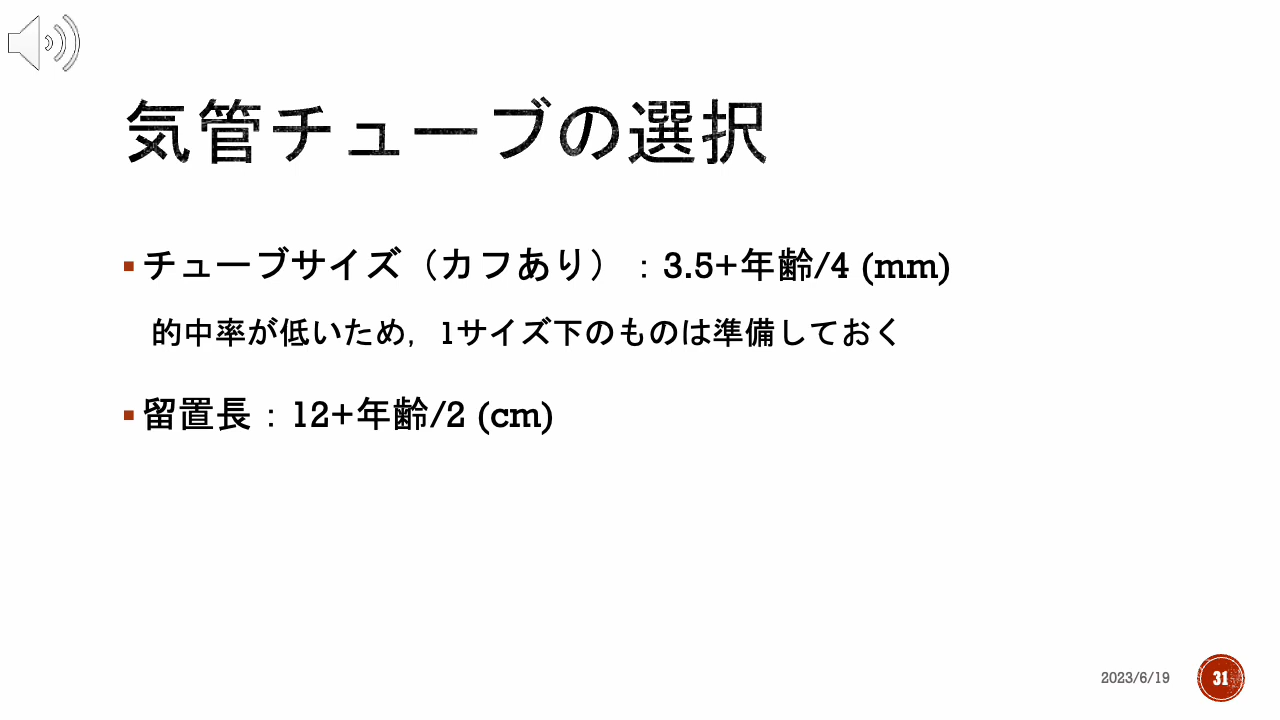 気管チューブの選択
チューブサイズ（カフあり）：3.5+年齢/4 (mm)
的中率が低いため，1サイズ下のものは準備しておく
留置長：12+年齢/2 (cm)
2023/6/19
31